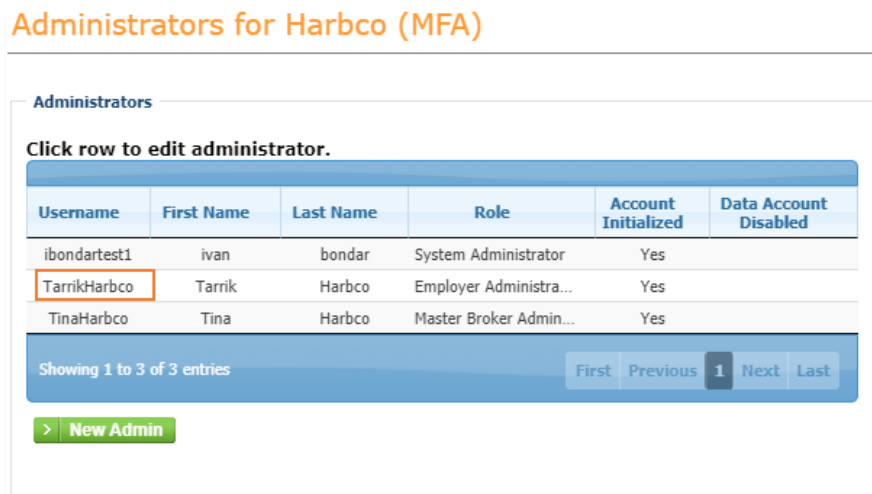 Administrators for Harbco (MFA)
Administrators
Click row to edit administrator.
Username First Name Last Name Role Account Initialized Data Account Disabled
ibondartest1 ivan bondar System Administrator Yes
TarrikHarbco Tarrik Harbco Employer Administra... Yes
TinaHarbco Tina Harbco Master Broker Admin... Yes
Showing 1 to 3 of 3 entries First Previous 1 Next Last
> New Admin